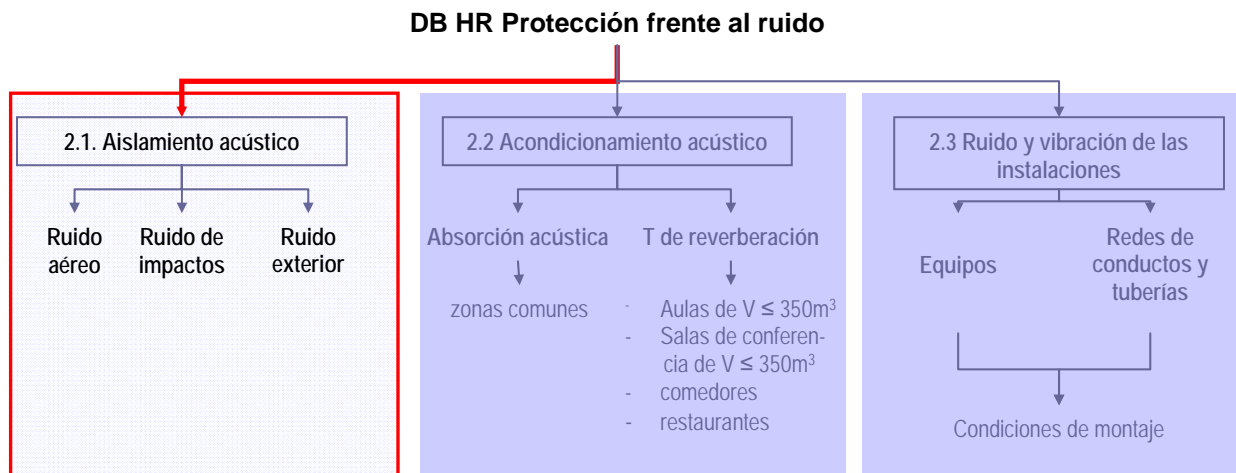 DB HR Protección frente al ruido
2.1. Aislamiento acústico
Ruido
aéreo
Ruido de
impactos
Ruido
exterior
2.2 Acondicionamiento acústico
Absorción acústica
zonas comunes
T de reverberación
- Aulas de V ≤ 350m³
- Salas de conferen-
cia de V ≤ 350m³
- comedores
- restaurantes
2.3 Ruido y vibración de las
instalaciones
Equipos
Redes de
conductos y
tuberías
Condiciones de montaje